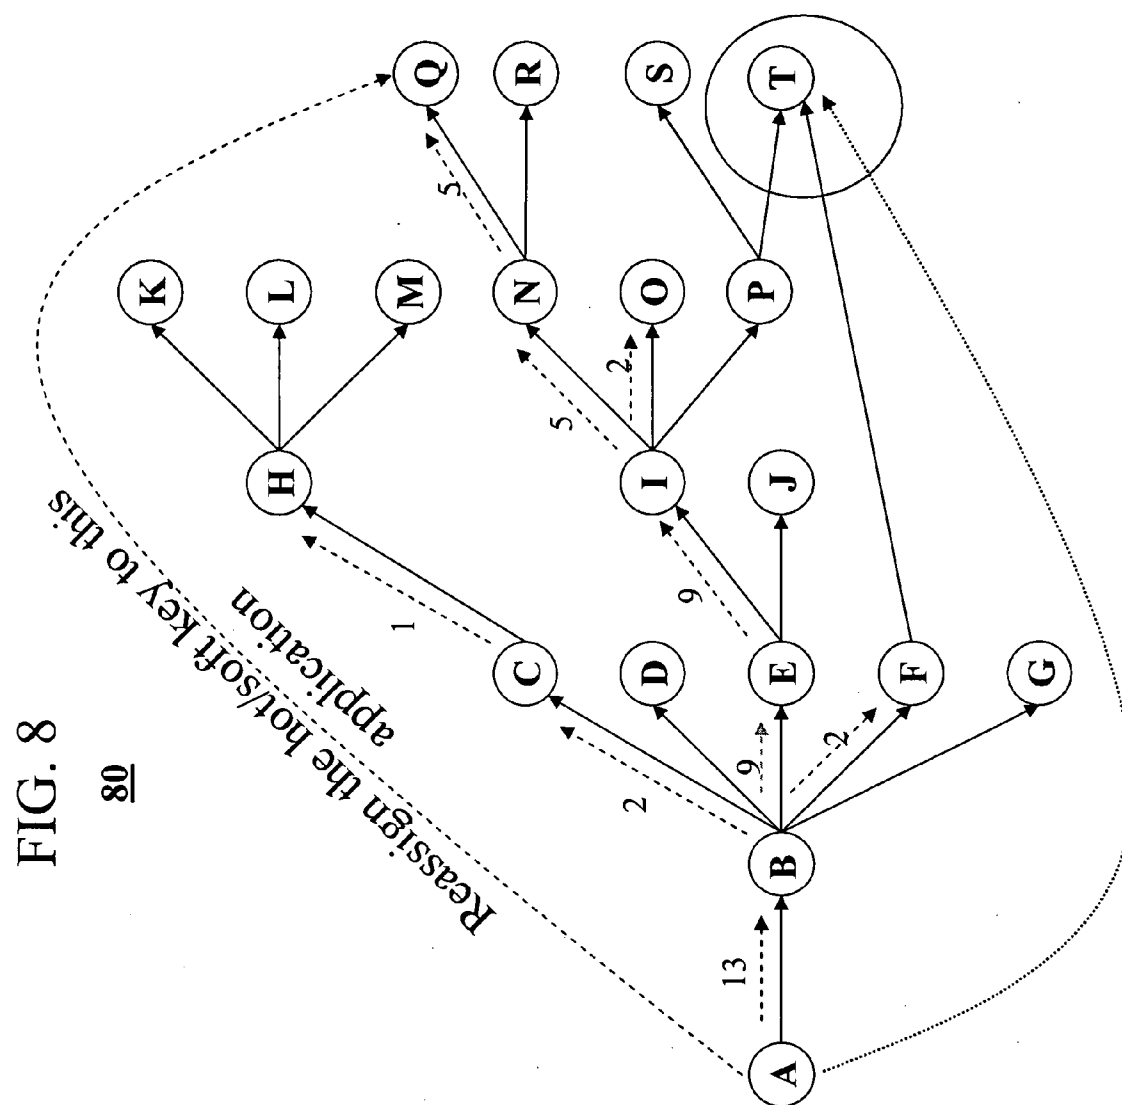 FIG. 8
80
Reassign the hot/soft key to this
application
K
L
M
Q
R
S
T
H
N
O
P
I
J
C
D
E
F
G
B
A
13
2
9
2
1
9
5
2
5